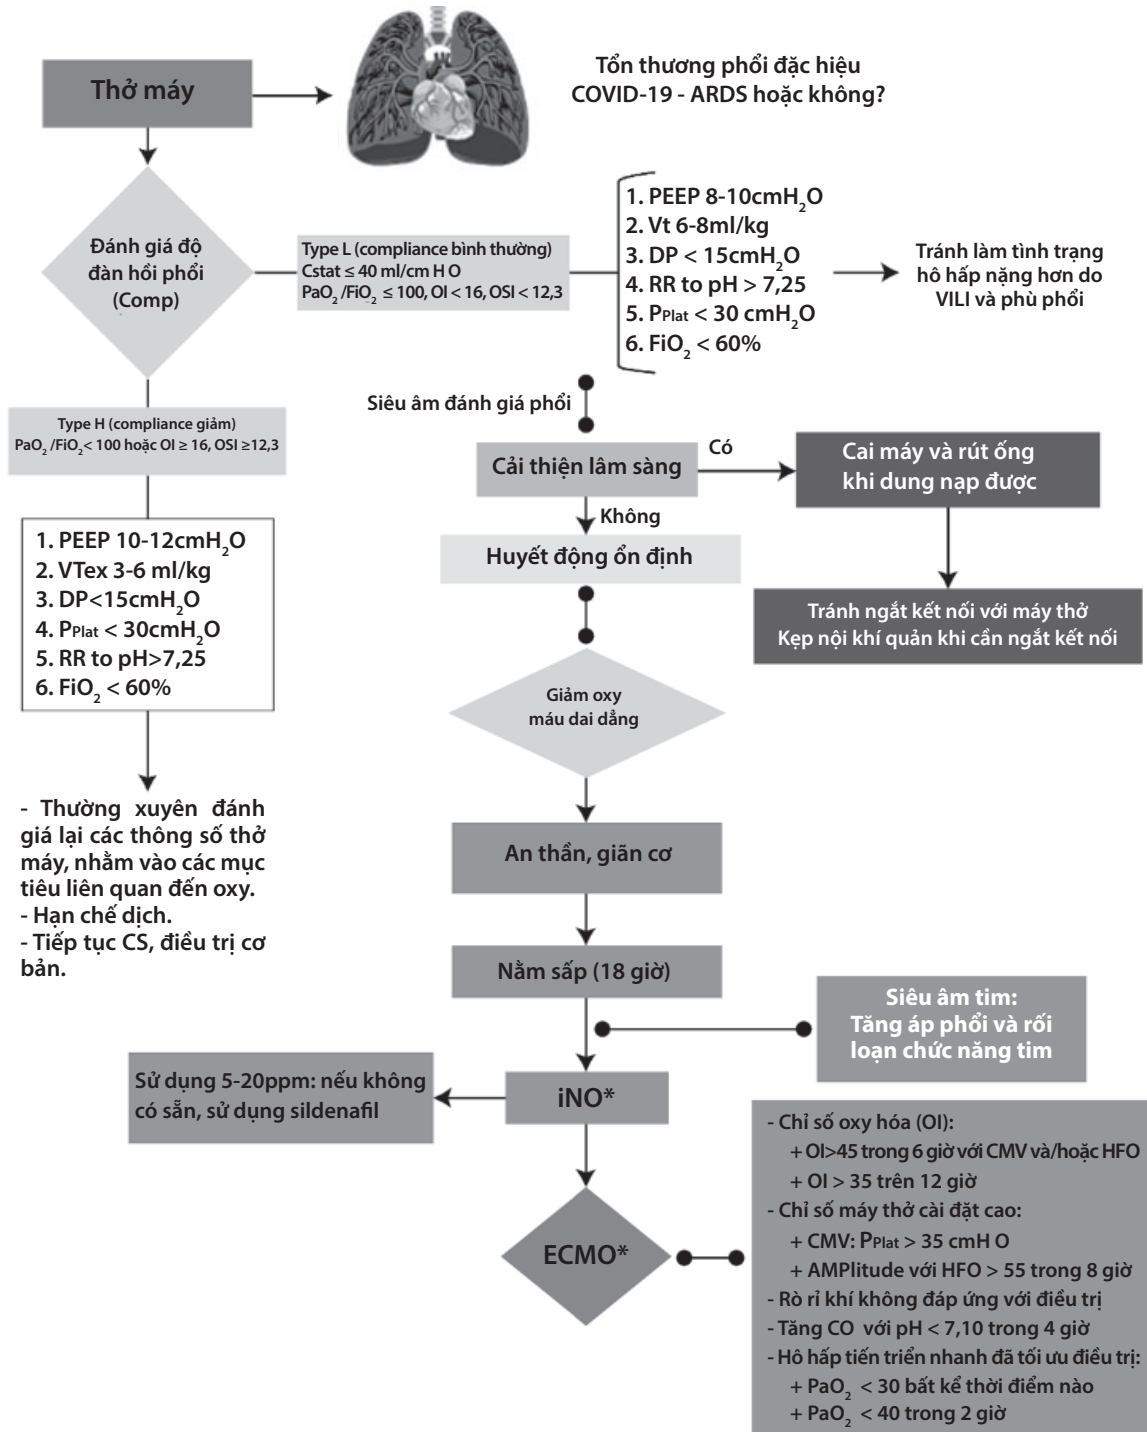 Thở máy
Tổn thương phổi đặc hiệu
COVID-19 - ARDS hoặc không?
Đánh giá độ
đàn hồi phổi
(Comp)
Type L (compliance bình thường)
Cstat ≤ 40 ml/cm H O
PaO₂ /FiO₂ ≤ 100, OI < 16, OSI < 12,3
1. PEEP 8-10cmH₂O
2. Vt 6-8ml/kg
3. DP < 15cmH₂O
4. RR to pH > 7,25
5. PPlat < 30 cmH₂O
6. FiO₂ < 60%
Tránh làm tình trạng
hô hấp nặng hơn do
VILI và phù phổi
Type H (compliance giảm)
PaO₂ /FiO₂< 100 hoặc OI ≥ 16, OSI ≥12,3
1. PEEP 10-12cmH₂O
2. VTex 3-6 ml/kg
3. DP<15cmH₂O
4. PPlat < 30cmH₂O
5. RR to pH>7,25
6. FiO₂ < 60%
- Thường xuyên đánh
giá lại các thông số thở
máy, nhằm vào các mục
tiêu liên quan đến oxy.
- Hạn chế dịch.
- Tiếp tục CS, điều trị cơ
bản.
Siêu âm đánh giá phổi
Cải thiện lâm sàng
Có
Cai máy và rút ống
khi dung nạp được
Không
Huyết động ổn định
Tránh ngắt kết nối với máy thở
Kẹp nội khí quản khi cần ngắt kết nối
Giảm oxy
máu dai dẳng
An thần, giãn cơ
Nằm sấp (18 giờ)
Siêu âm tim:
Tăng áp phổi và rối
loạn chức năng tim
Sử dụng 5-20ppm: nếu không
có sẵn, sử dụng sildenafil
iNO*
ECMO*
- Chỉ số oxy hóa (OI):
+ OI>45 trong 6 giờ với CMV và/hoặc HFO
+ OI > 35 trên 12 giờ
- Chỉ số máy thở cài đặt cao:
+ CMV: PPlat > 35 cmH O
+ AMPlitude với HFO > 55 trong 8 giờ
- Rò rỉ khí không đáp ứng với điều trị
- Tăng CO với pH < 7,10 trong 4 giờ
- Hô hấp tiến triển nhanh đã tối ưu điều trị:
+ PaO₂ < 30 bất kể thời điểm nào
+ PaO₂ < 40 trong 2 giờ